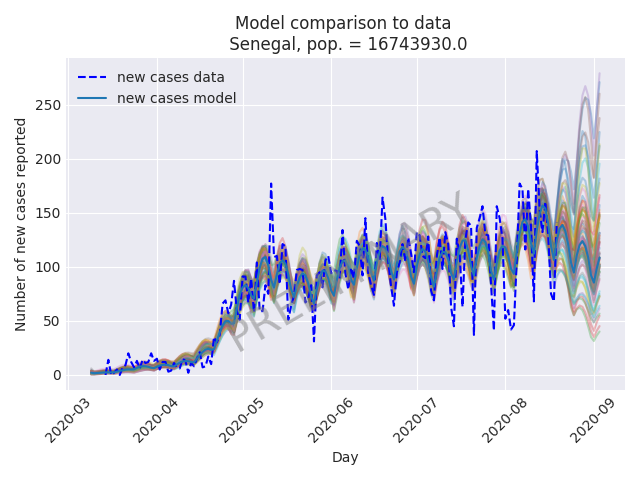 Model comparison to data
Senegal, pop. = 16743930.0
new cases data
new cases model
PRELIMINARY
Number of new cases reported
250
200
150
100
50
0
2020-03
2020-04
2020-05
2020-06
2020-07
2020-08
2020-09
Day